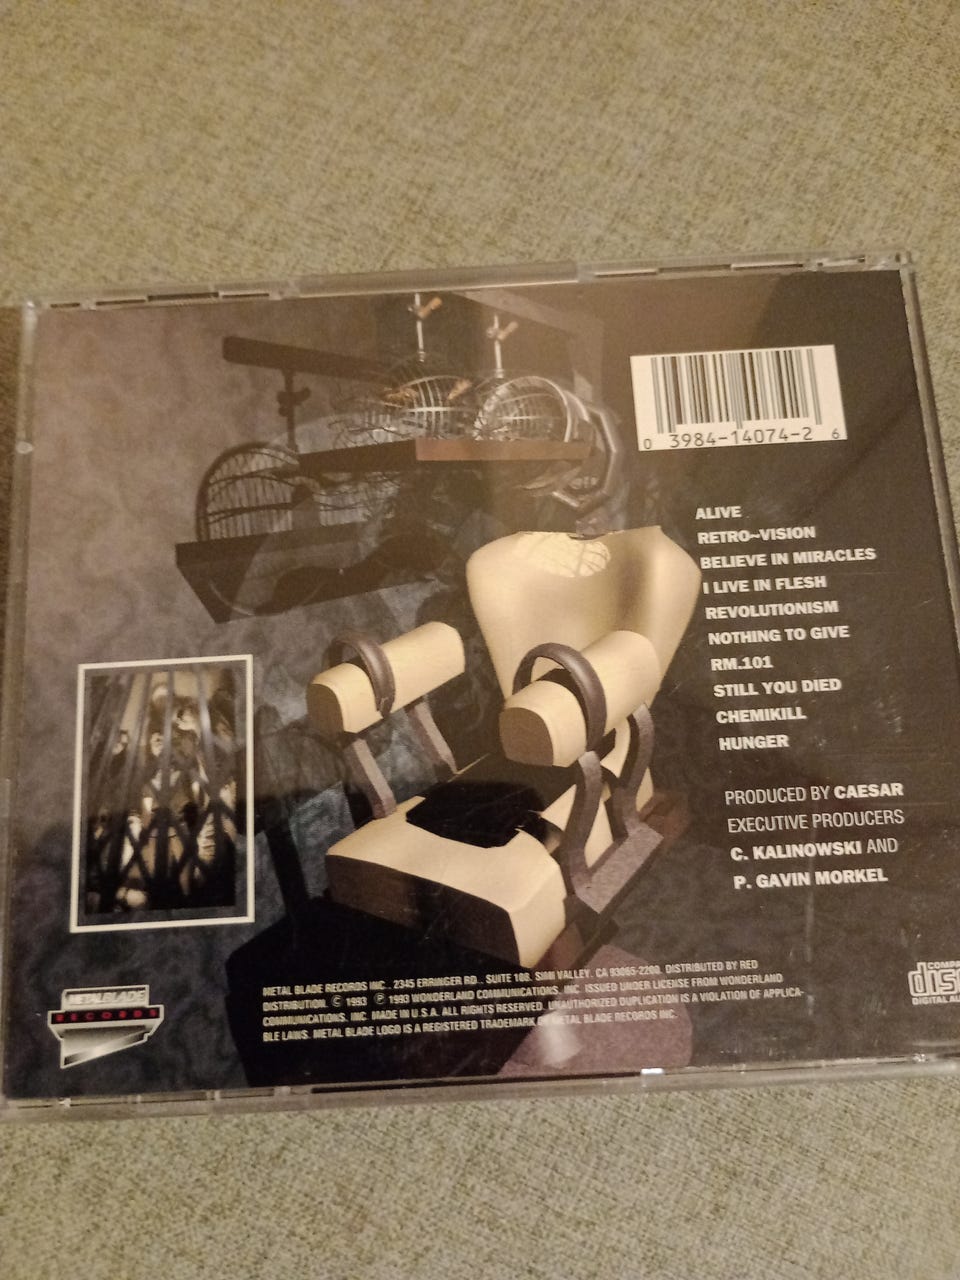 0 3984-14074-2 6
ALIVE
RETRO~VISION
BELIEVE IN MIRACLES
I LIVE IN FLESH
REVOLUTIONISM
NOTHING TO GIVE
RM.101
STILL YOU DIED
CHEMIKILL
HUNGER
PRODUCED BY CAESAR
EXECUTIVE PRODUCERS
C. KALINOWSKI AND
P. GAVIN MORKEL
METAL BLADE RECORDS INC., 2345 ERRINGER RD., SUITE 108, SIMI VALLEY, CA 93065-2200. DISTRIBUTED BY RED
DISTRIBUTION. © 1993 ℗ 1993 WONDERLAND COMMUNICATIONS, INC. ISSUED UNDER LICENSE FROM WONDERLAND
COMMUNICATIONS, INC. MADE IN U.S.A. ALL RIGHTS RESERVED. UNAUTHORIZED DUPLICATION IS A VIOLATION OF APPLICA-
BLE LAWS. METAL BLADE LOGO IS A REGISTERED TRADEMARK OF METAL BLADE RECORDS INC.
METAL BLADE
RECORDS
COMPA
disc
DIGITAL AU